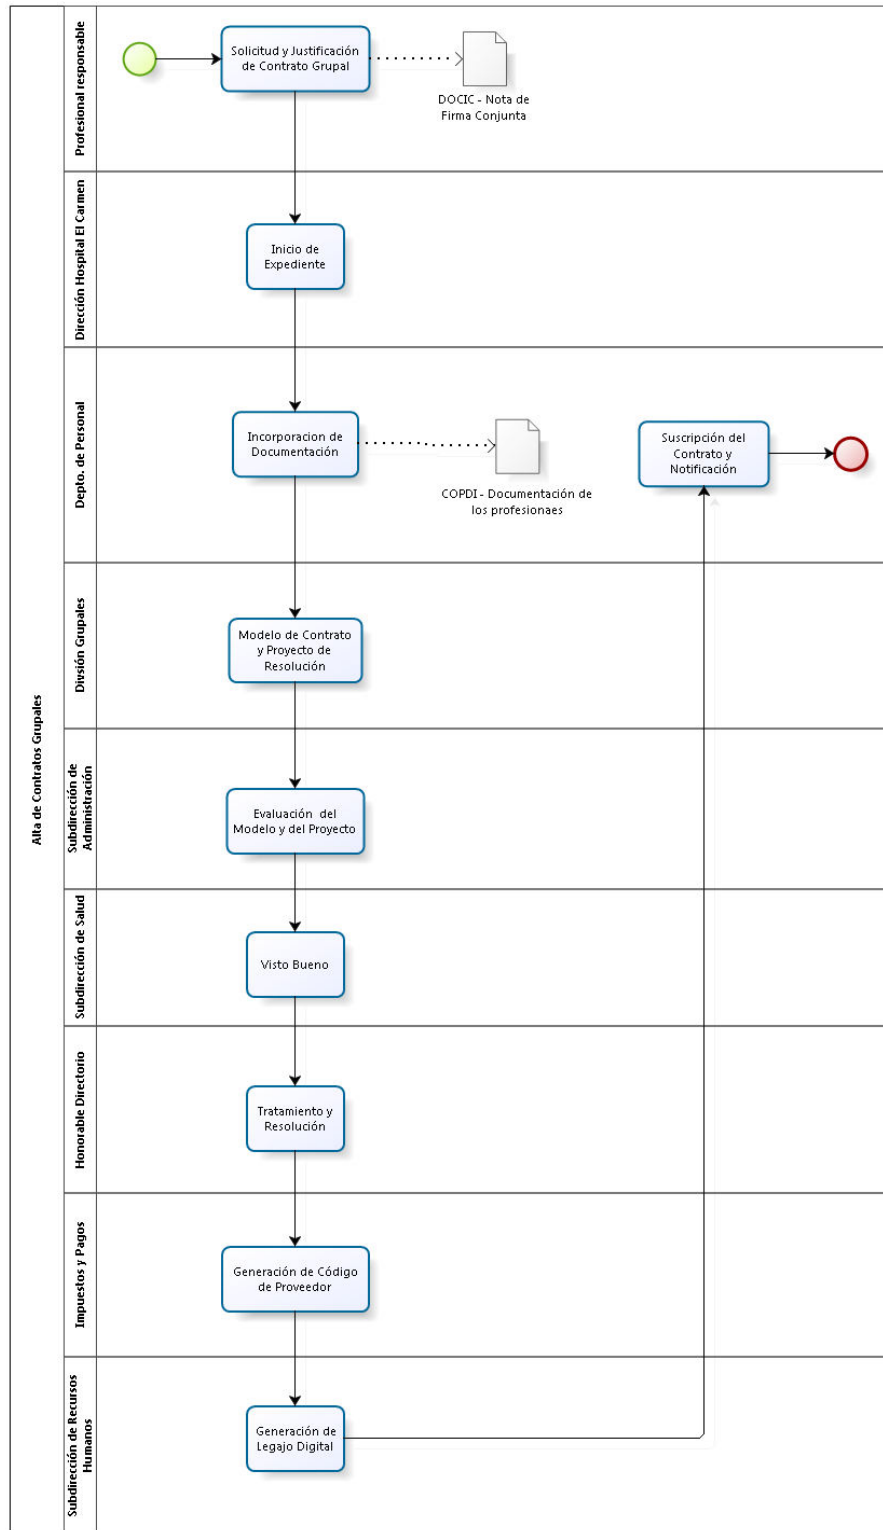 Alta de Contratos Grupales
Profesional responsable
Solicitud y Justificación
de Contrato Grupal
DOCIC - Nota de
Firma Conjunta
Dirección Hospital El Carmen
Inicio de
Expediente
Depto. de Personal
Incorporacion de
Documentación
COPDI - Documentación de
los profesionaes
Suscripción del
Contrato y
Notificación
Divsión Grupales
Modelo de Contrato
y Proyecto de
Resolución
Subdirección de
Administración
Evaluación del
Modelo y del Proyecto
Subdirección de Salud
Visto Bueno
Honorable Directorio
Tratamiento y
Resolución
Impuestos y Pagos
Generación de Código
de Proveedor
Subdirección de Recursos
Humanos
Generación de
Legajo Digital